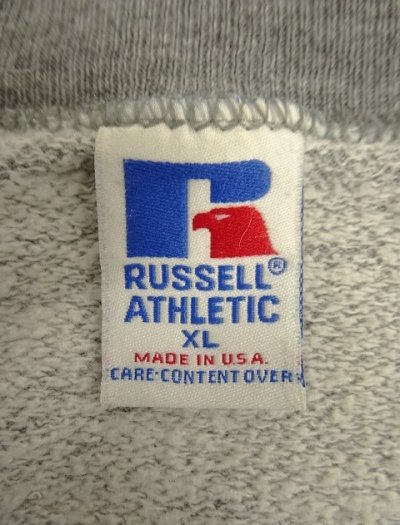 RUSSELL®
ATHLETIC
XL
MADE IN U.S.A.
CARE-CONTENT OVER